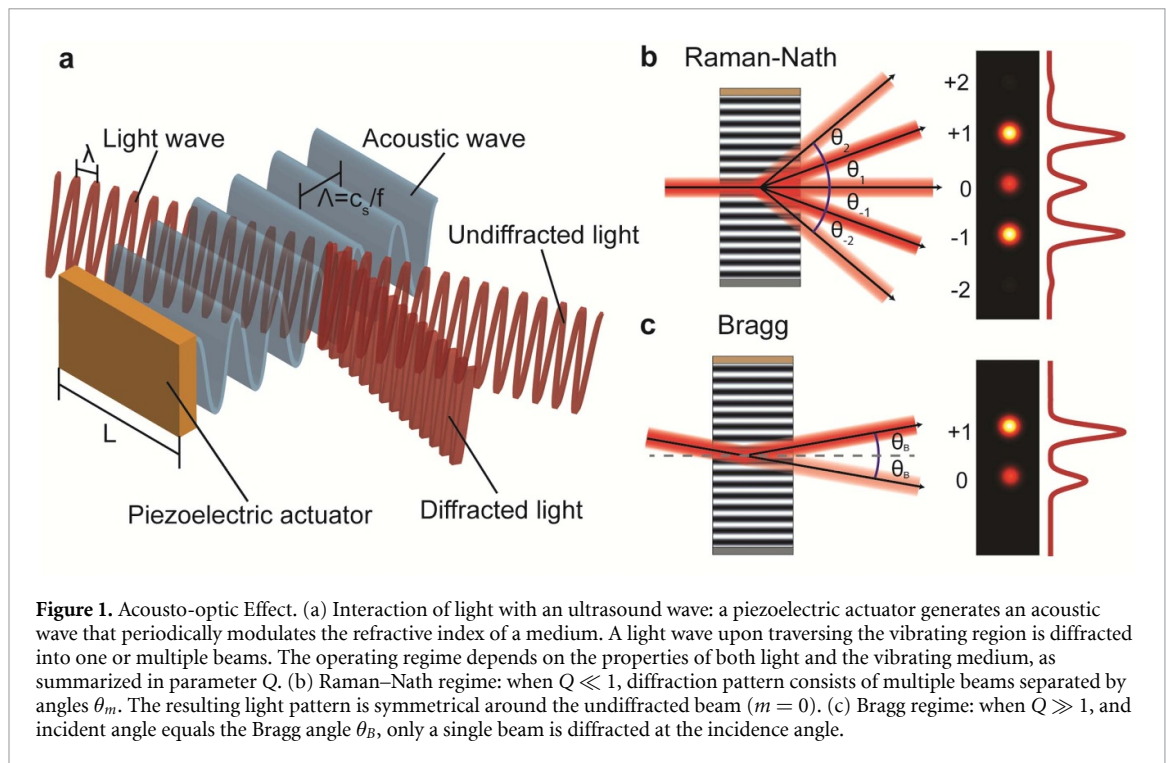 a
Light wave
λ
Acoustic wave
Λ=cs/f
Undiffracted light
L
Piezoelectric actuator
Diffracted light
b Raman-Nath
θ2
θ1
θ-1
θ-2
+2
+1
0
-1
-2
c Bragg
θB
θB
+1
0
Figure 1. Acousto-optic Effect. (a) Interaction of light with an ultrasound wave: a piezoelectric actuator generates an acoustic
wave that periodically modulates the refractive index of a medium. A light wave upon traversing the vibrating region is diffracted
into one or multiple beams. The operating regime depends on the properties of both light and the vibrating medium, as
summarized in parameter Q. (b) Raman–Nath regime: when Q ≪ 1, diffraction pattern consists of multiple beams separated by
angles θm. The resulting light pattern is symmetrical around the undiffracted beam (m = 0). (c) Bragg regime: when Q ≫ 1, and
incident angle equals the Bragg angle θB, only a single beam is diffracted at the incidence angle.